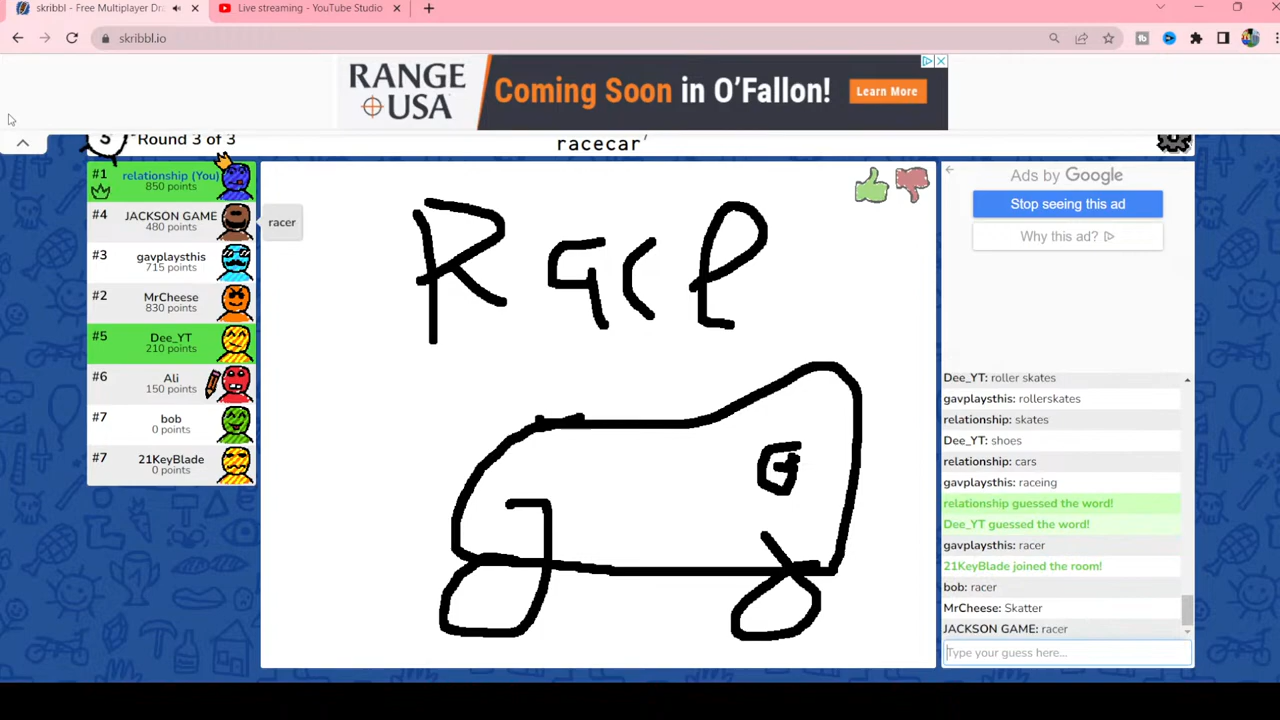 skribbl - Free Multiplayer Dra
Live streaming - YouTube Studio
skribbl.io
RANGE
USA
Coming Soon in O'Fallon!
Learn More
Round 3 of 3
racecar
7
#1
relationship (You)
850 points
#4
JACKSON GAME
480 points
racer
#3
gavplaysthis
715 points
#2
MrCheese
830 points
#5
Dee_YT
210 points
#6
Ali
150 points
#7
bob
0 points
#7
21KeyBlade
0 points
Race
Ads by Google
Stop seeing this ad
Why this ad?
Dee_YT: roller skates
gavplaysthis: rollerskates
relationship: skates
Dee_YT: shoes
relationship: cars
gavplaysthis: raceing
relationship guessed the word!
Dee_YT guessed the word!
gavplaysthis: racer
21KeyBlade joined the room!
bob: racer
MrCheese: Skatter
JACKSON GAME: racer
Type your guess here...